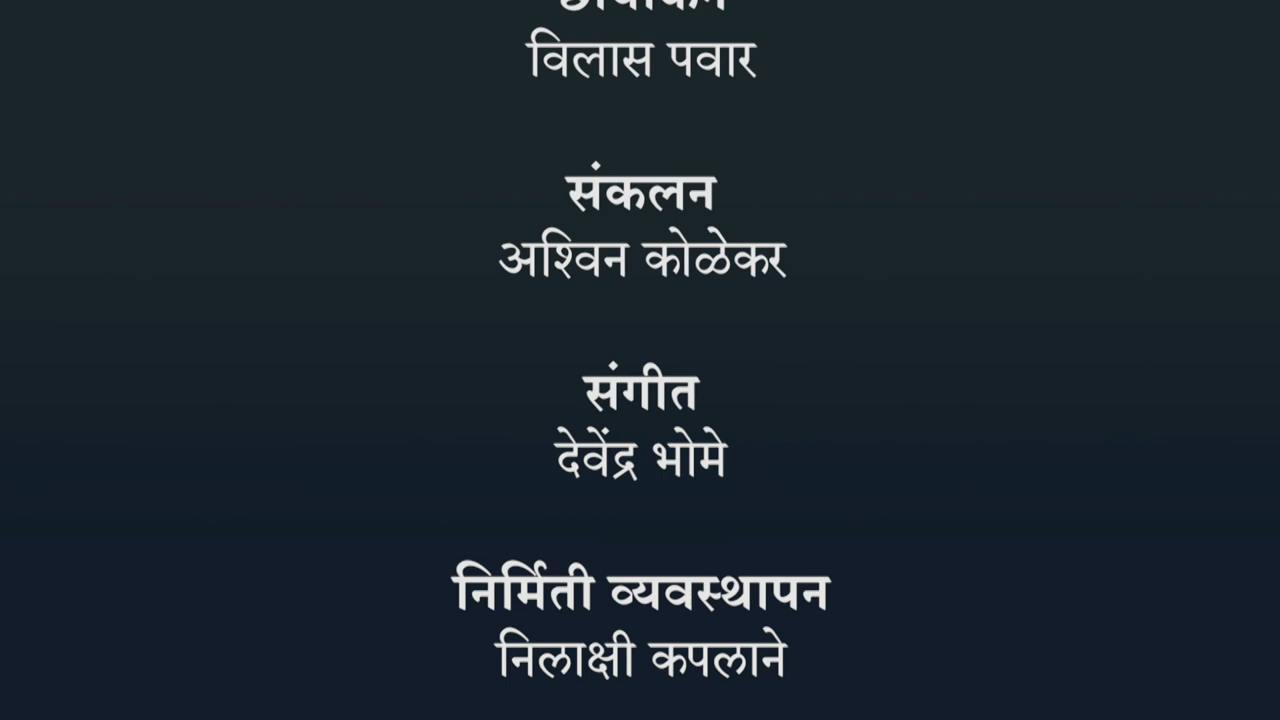 विलास पवार
संकलन
अश्विन कोळेकर
संगीत
देवेंद्र भोमे
निर्मिती व्यवस्थापन
निलाक्षी कपलाने